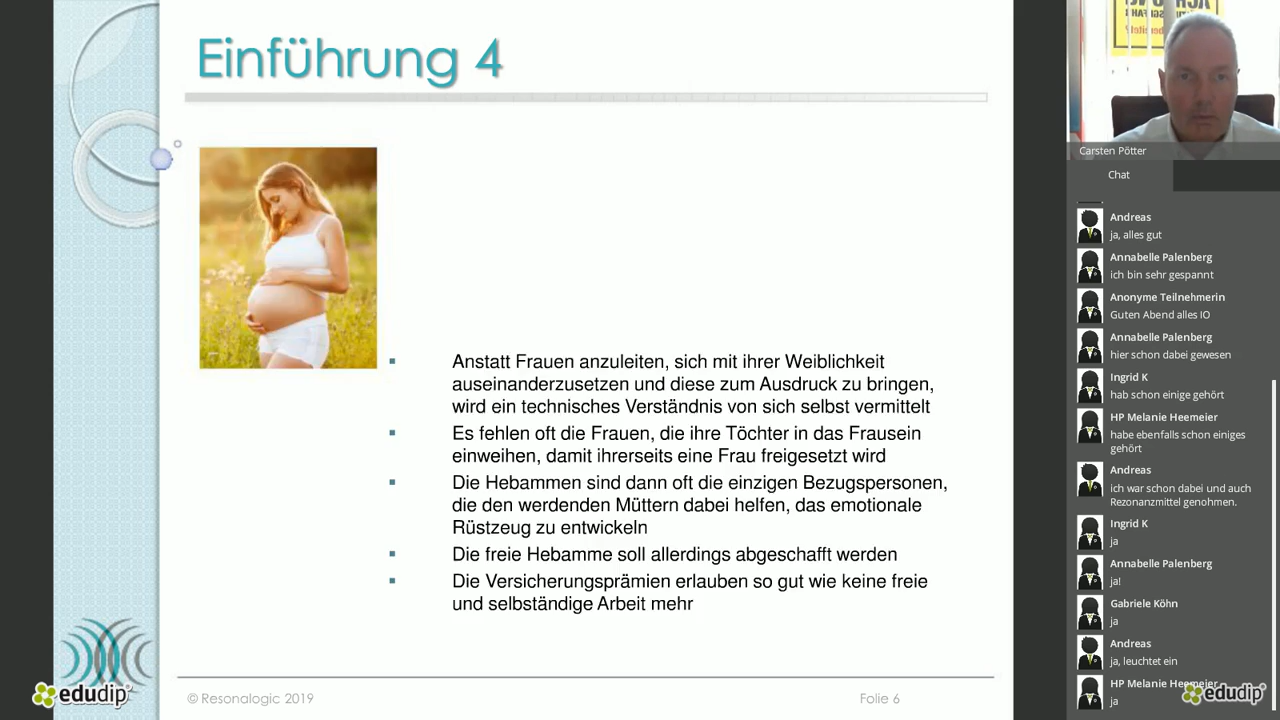 Einführung 4
Anstatt Frauen anzuleiten, sich mit ihrer Weiblichkeit
auseinanderzusetzen und diese zum Ausdruck zu bringen,
wird ein technisches Verständnis von sich selbst vermittelt
Es fehlen oft die Frauen, die ihre Töchter in das Frausein
einweihen, damit ihrerseits eine Frau freigesetzt wird
Die Hebammen sind dann oft die einzigen Bezugspersonen,
die den werdenden Müttern dabei helfen, das emotionale
Rüstzeug zu entwickeln
Die freie Hebamme soll allerdings abgeschafft werden
Die Versicherungsprämien erlauben so gut wie keine freie
und selbständige Arbeit mehr
© Resonalogic 2019
Folie 6
edudip
Carsten Pötter
Chat
Andreas
ja, alles gut
Annabelle Palenberg
ich bin sehr gespannt
Anonyme Teilnehmerin
Guten Abend alles IO
Annabelle Palenberg
hier schon dabei gewesen
Ingrid K
hab schon einige gehört
HP Melanie Heemeier
habe ebenfalls schon einiges
gehört
Andreas
ich war schon dabei und auch
Rezonanzmittel genohmen.
Ingrid K
ja
Annabelle Palenberg
ja!
Gabriele Köhn
ja
Andreas
ja, leuchtet ein
HP Melanie Heemeier
ja
edudip